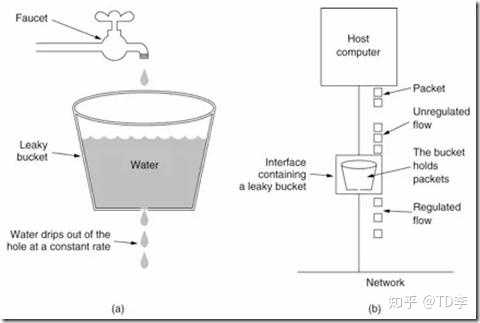 Faucet
Leaky
bucket
Water
Water drips out of the
hole at a constant rate
(a)
Host
computer
Packet
Unregulated
flow
Interface
containing
a leaky bucket
The bucket
holds
packets
Regulated
flow
Network
(b)
知乎 @TD李